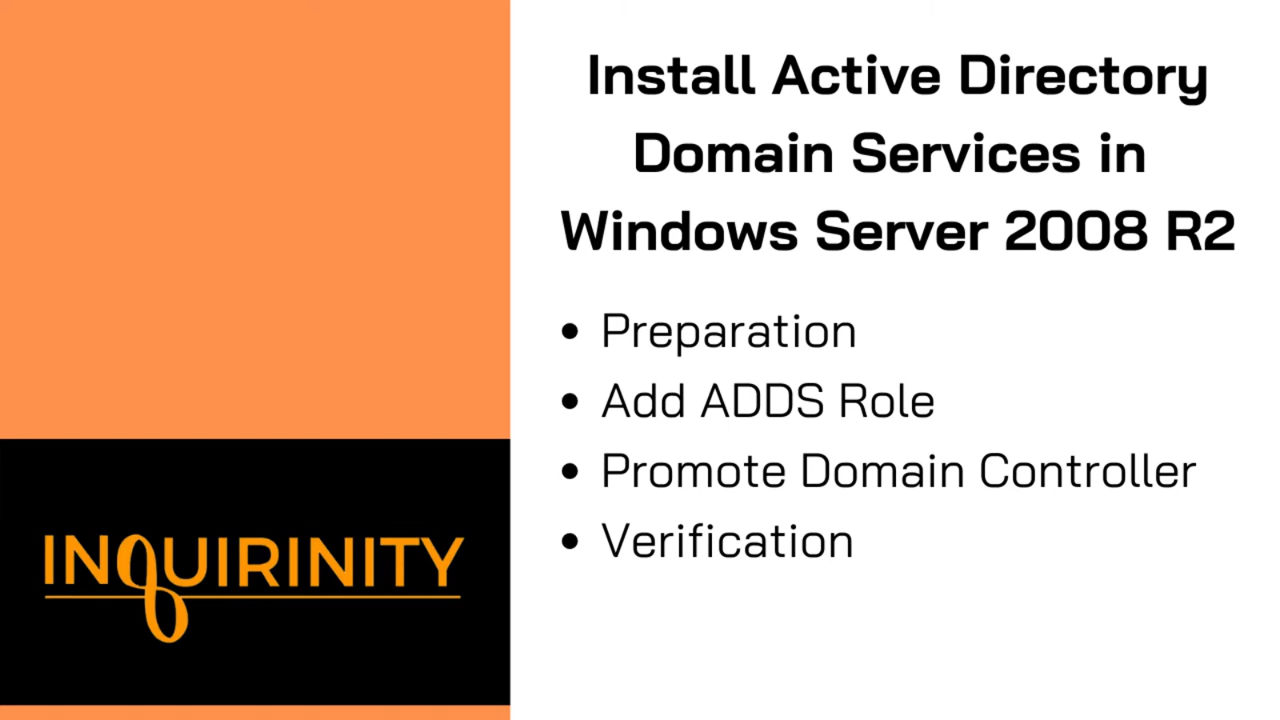 Install Active Directory
Domain Services in
Windows Server 2008 R2
• Preparation
• Add ADDS Role
• Promote Domain Controller
• Verification
INQUIRINITY